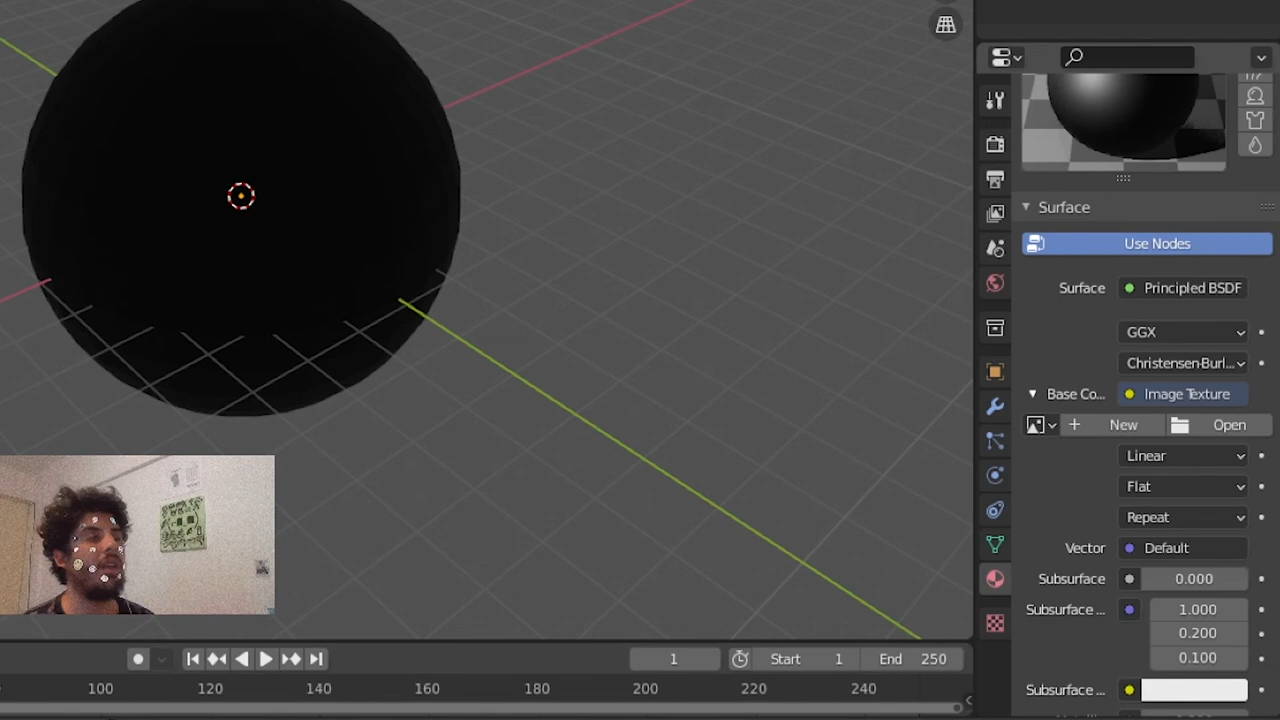 Surface
Use Nodes
Surface Principled BSDF
GGX
Christensen-Burl...
Base Co... Image Texture
+ New Open
Linear
Flat
Repeat
Vector Default
Subsurface 0.000
Subsurface ... 1.000
0.200
0.100
Subsurface ...
1 Start 1 End 250
100 120 140 160 180 200 220 240